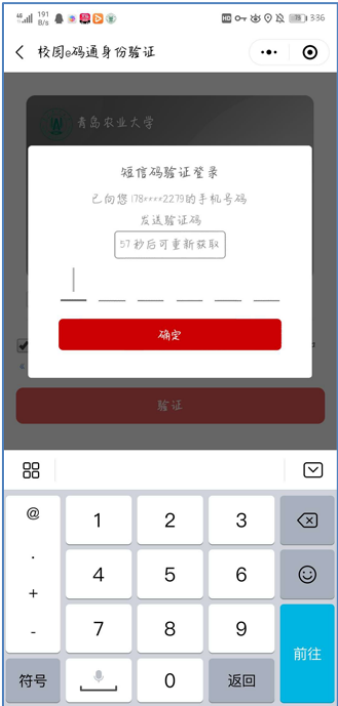 191
B/s
HD
3:36
校园e码通身份验证
青岛农业大学
短信码验证登录
已向您178****2279的手机号码
发送验证码
57秒后可重新获取
确定
验证
@
1 2 3
.
4 5 6
+
7 8 9
-
前往
符号 0 返回